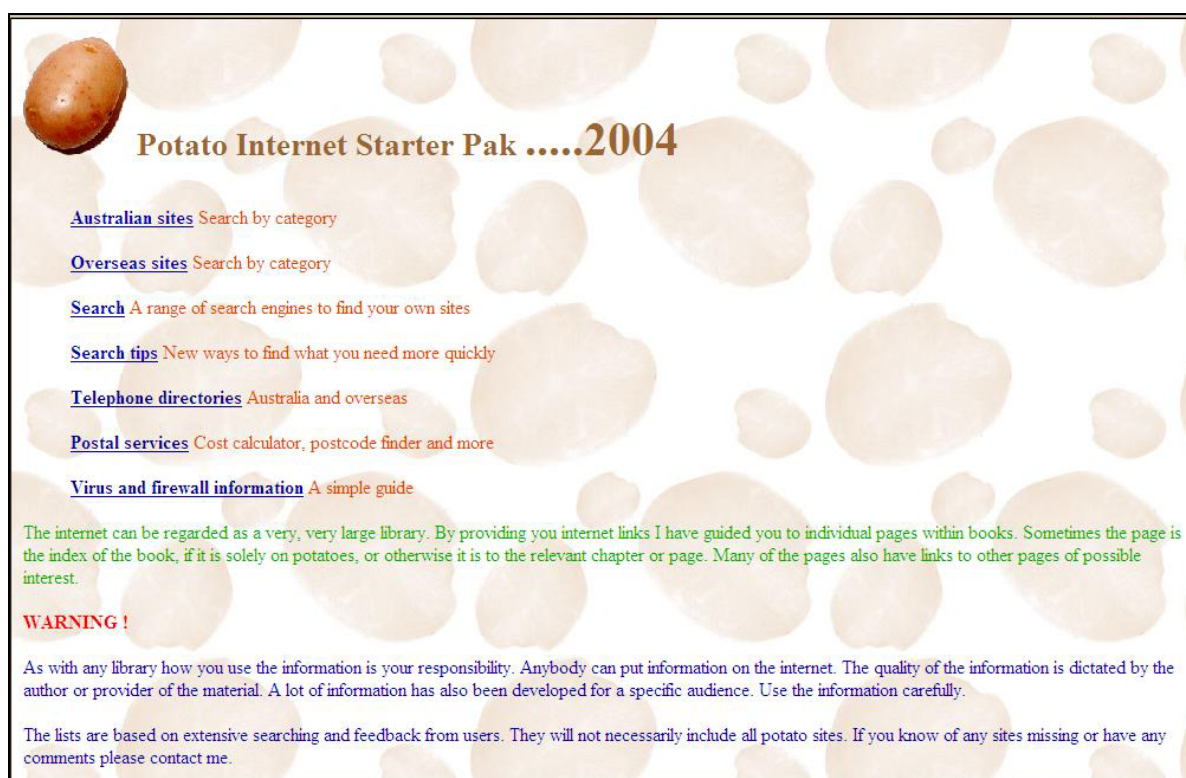 Potato Internet Starter Pak .....2004
Australian sites Search by category
Overseas sites Search by category
Search A range of search engines to find your own sites
Search tips New ways to find what you need more quickly
Telephone directories Australia and overseas
Postal services Cost calculator, postcode finder and more
Virus and firewall information A simple guide
The internet can be regarded as a very, very large library. By providing you internet links I have guided you to individual pages within books. Sometimes the page is
the index of the book, if it is solely on potatoes, or otherwise it is to the relevant chapter or page. Many of the pages also have links to other pages of possible
interest.
WARNING !
As with any library how you use the information is your responsibility. Anybody can put information on the internet. The quality of the information is dictated by the
author or provider of the material. A lot of information has also been developed for a specific audience. Use the information carefully.
The lists are based on extensive searching and feedback from users. They will not necessarily include all potato sites. If you know of any sites missing or have any
comments please contact me.